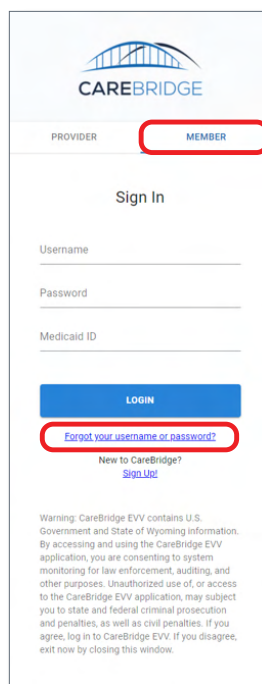 CAREBRIDGE
PROVIDER MEMBER
Sign In
Username
Password
Medicaid ID
LOGIN
Forgot your username or password?
New to CareBridge?
Sign Up!
Warning: CareBridge EVV contains U.S.
Government and State of Wyoming information.
By accessing and using the CareBridge EVV
application, you are consenting to system
monitoring for law enforcement, auditing, and
other purposes. Unauthorized use of, or access
to the CareBridge EVV application, may subject
you to state and federal criminal prosecution
and penalties, as well as civil penalties. If you
agree, log in to CareBridge EVV. If you disagree,
exit now by closing this window.